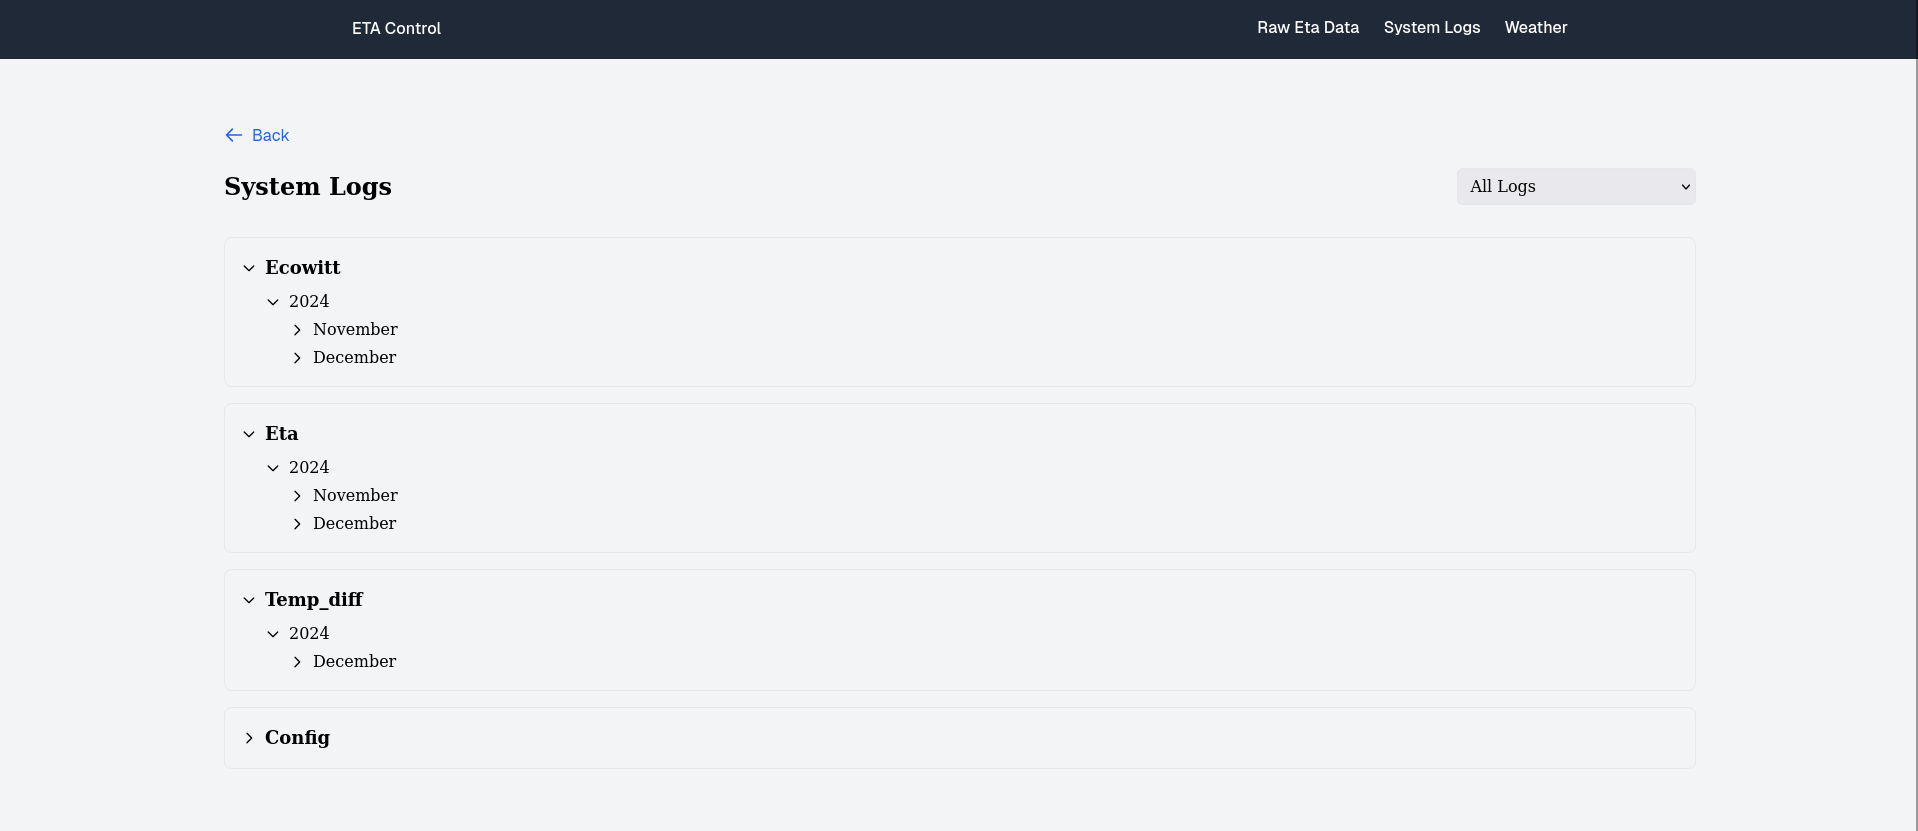 ETA Control
Raw Eta Data
System Logs
Weather
Back
System Logs
All Logs
Ecowitt
2024
November
December
Eta
2024
November
December
Temp_diff
2024
December
Config